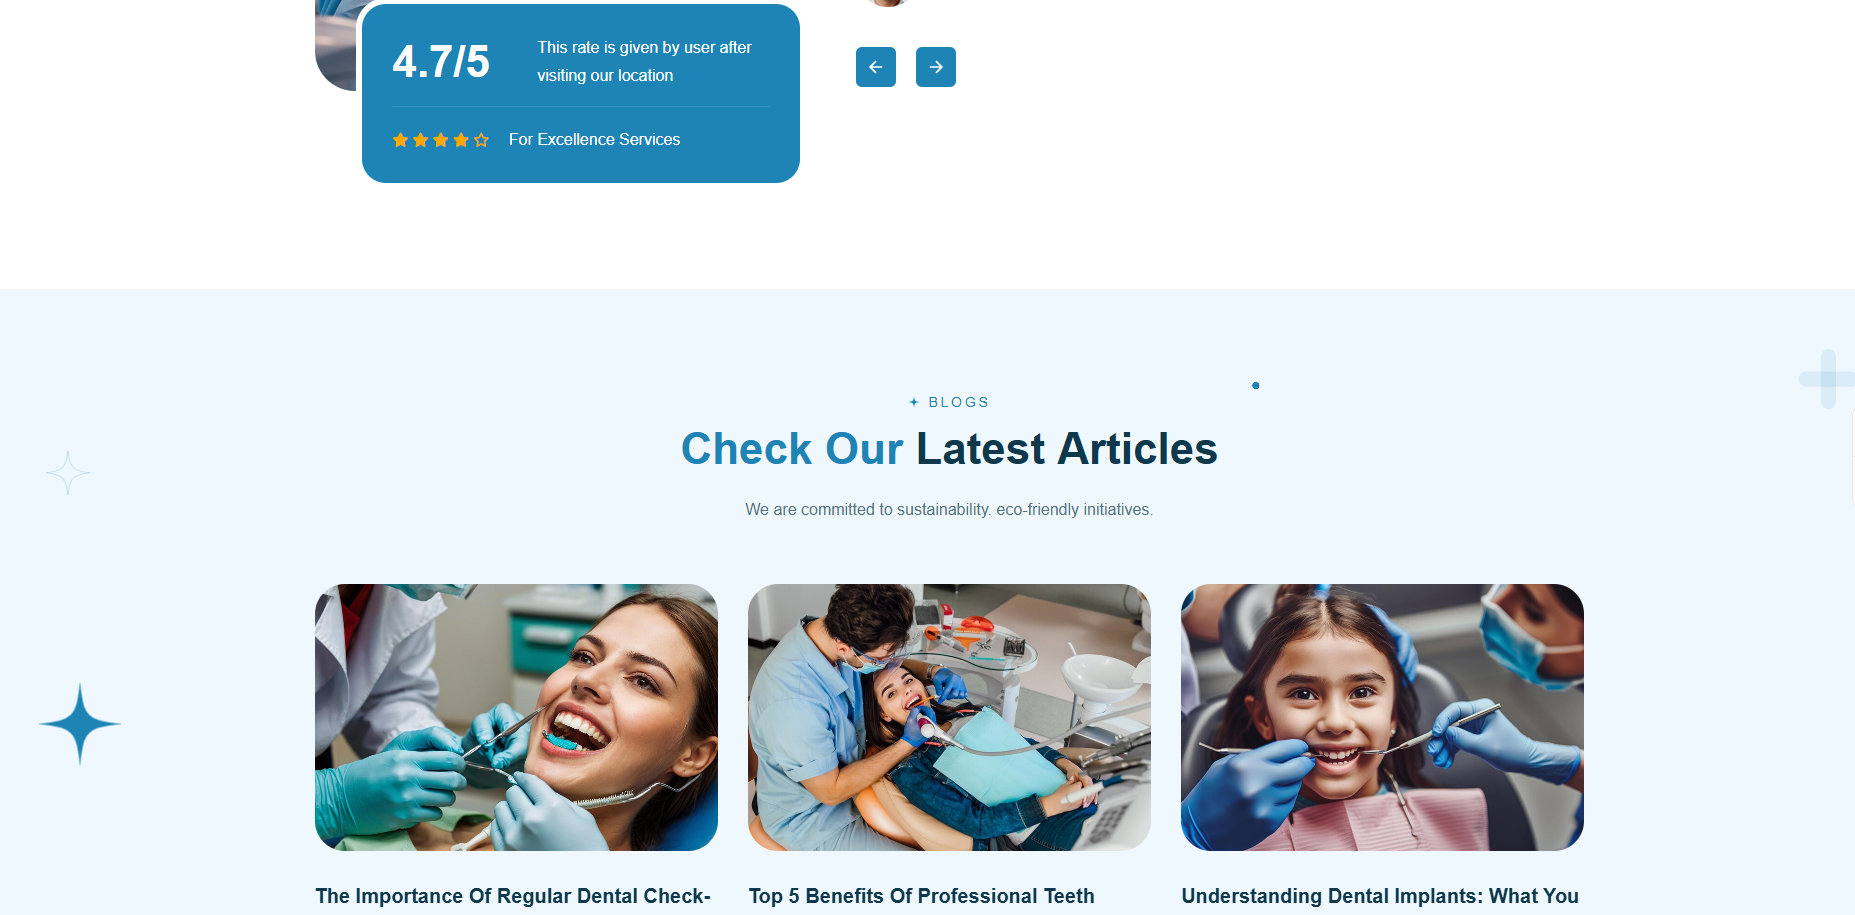 4.7/5
This rate is given by user after
visiting our location
For Excellence Services
BLOGS
Check Our Latest Articles
We are committed to sustainability. eco-friendly initiatives.
The Importance Of Regular Dental Check-
Top 5 Benefits Of Professional Teeth
Understanding Dental Implants: What You